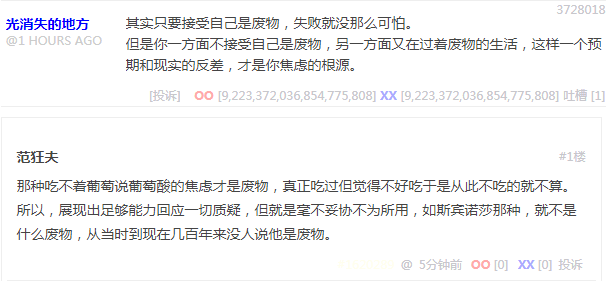 3728018
光消失的地方
@1 HOURS AGO
其实只要接受自己是废物，失败就没那么可怕。
但是你一方面不接受自己是废物，另一方面又在过着废物的生活，这样一个预
期和现实的反差，才是你焦虑的根源。
[投诉] OO [9,223,372,036,854,775,808] XX [9,223,372,036,854,775,808] 吐槽 [1]
范狂夫 #1楼
那种吃不着葡萄说葡萄酸的焦虑才是废物，真正吃过但觉得不好吃于是从此不吃的就不算。
所以，展现出足够能力回应一切质疑，但就是毫不妥协不为所用，如斯宾诺莎那种，就不是
什么废物，从当时到现在几百年来没人说他是废物。
@ 5分钟前 OO [0] XX [0] 投诉